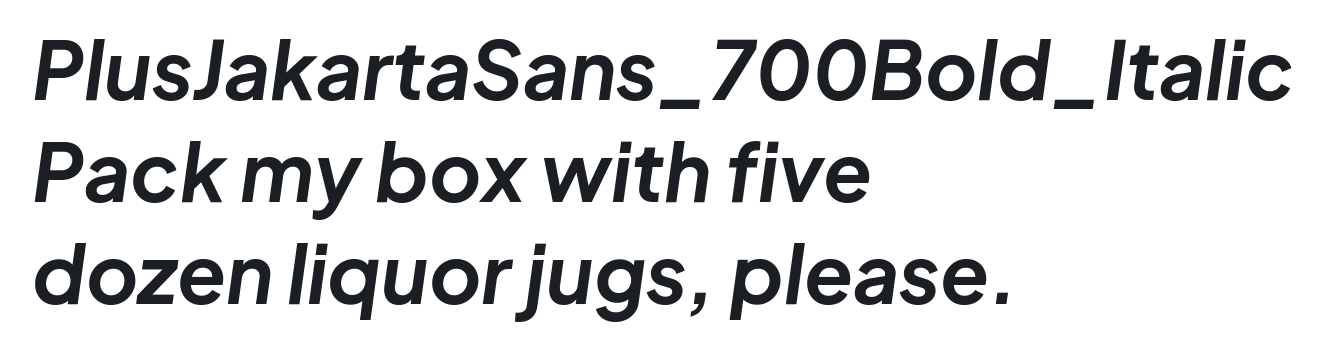 PlusJakartaSans_700Bold_Italic
Pack my box with five
dozen liquor jugs, please.